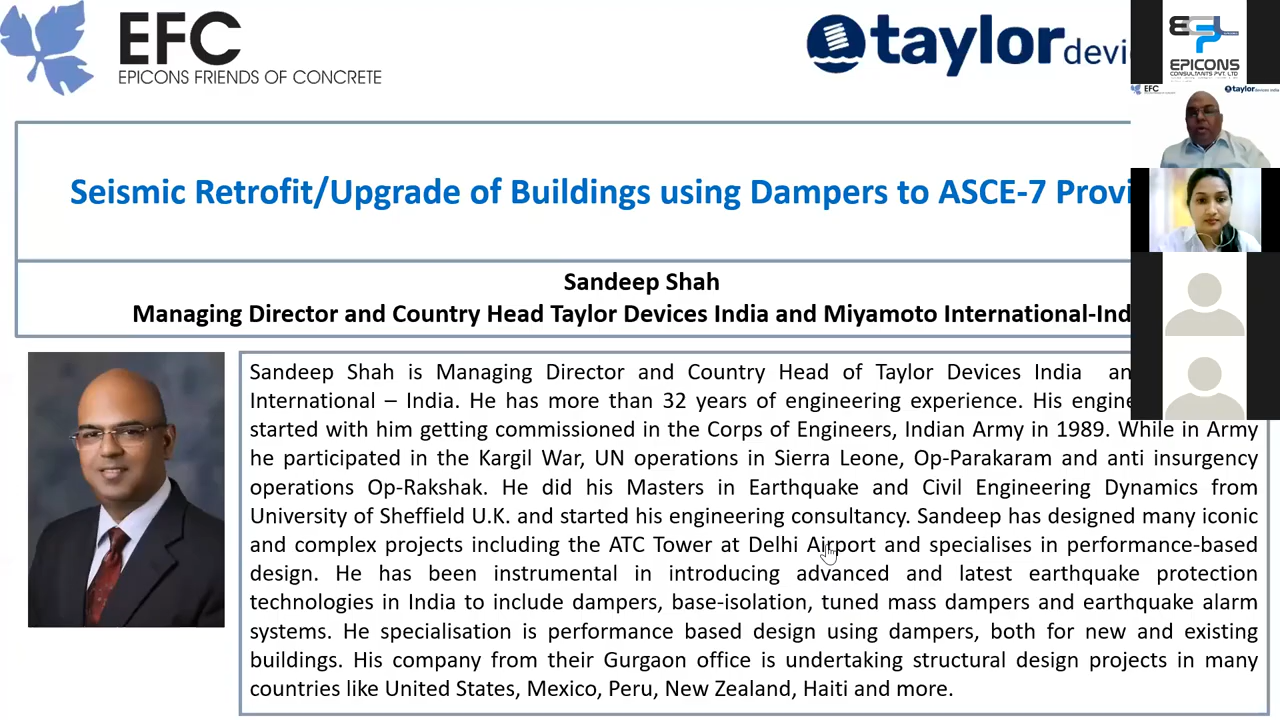 EFC
EPICONS FRIENDS OF CONCRETE
taylor devi
EPICONS
CONSULTANTS PVT. LTD
EFC
taylor devices india
Seismic Retrofit/Upgrade of Buildings using Dampers to ASCE-7 Provi
Sandeep Shah
Managing Director and Country Head Taylor Devices India and Miyamoto International-Ind
Sandeep Shah is Managing Director and Country Head of Taylor Devices India an
International – India. He has more than 32 years of engineering experience. His engine
started with him getting commissioned in the Corps of Engineers, Indian Army in 1989. While in Army
he participated in the Kargil War, UN operations in Sierra Leone, Op-Parakaram and anti insurgency
operations Op-Rakshak. He did his Masters in Earthquake and Civil Engineering Dynamics from
University of Sheffield U.K. and started his engineering consultancy. Sandeep has designed many iconic
and complex projects including the ATC Tower at Delhi Airport and specialises in performance-based
design. He has been instrumental in introducing advanced and latest earthquake protection
technologies in India to include dampers, base-isolation, tuned mass dampers and earthquake alarm
systems. He specialisation is performance based design using dampers, both for new and existing
buildings. His company from their Gurgaon office is undertaking structural design projects in many
countries like United States, Mexico, Peru, New Zealand, Haiti and more.